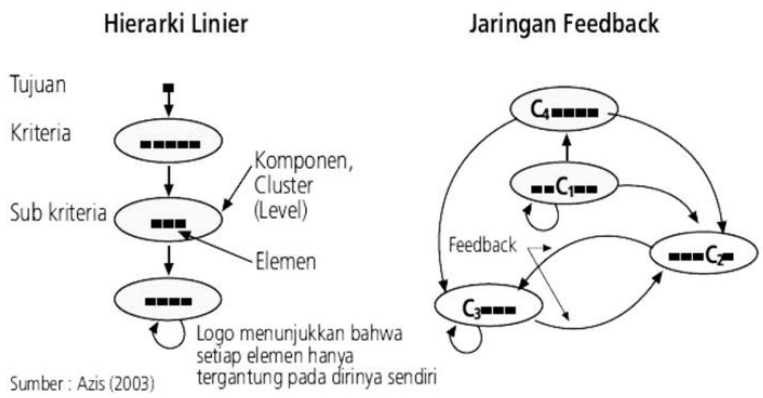 Hierarki Linier
Tujuan
Kriteria
Sub kriteria
Komponen,
Cluster
(Level)
Elemen
Logo menunjukkan bahwa
setiap elemen hanya
tergantung pada dirinya sendiri
Sumber : Azis (2003)
Jaringan Feedback
C4
C1
Feedback
C2
C3